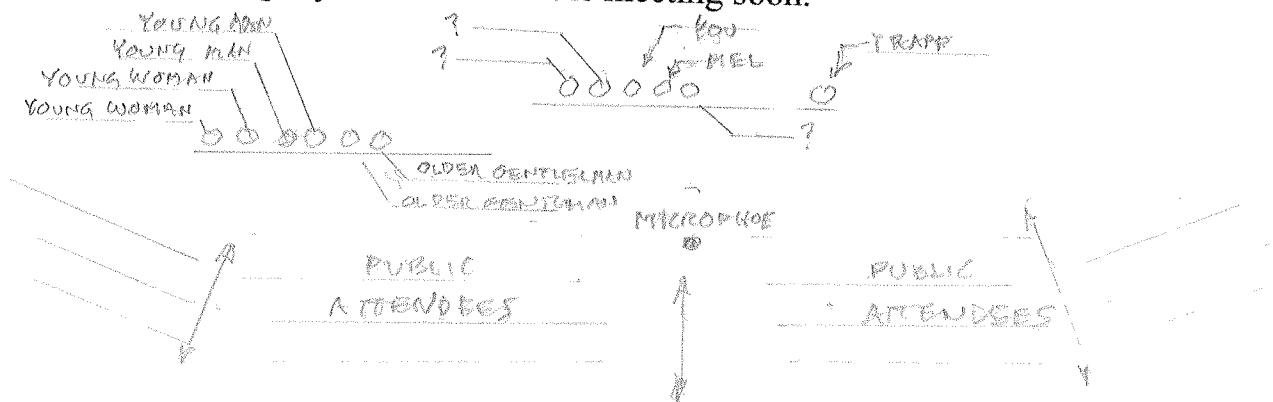 meeting soon.
YOUNG MAN
YOUNG MAN
YOUNG WOMAN
YOUNG WOMAN
?
?
YOU
MEL
TRAPP
?
OLDER GENTLEMAN
OLDER GENTLEMAN
MICROPHOE
PUBLIC
ATTENDEES
PUBLIC
ATTENDEES